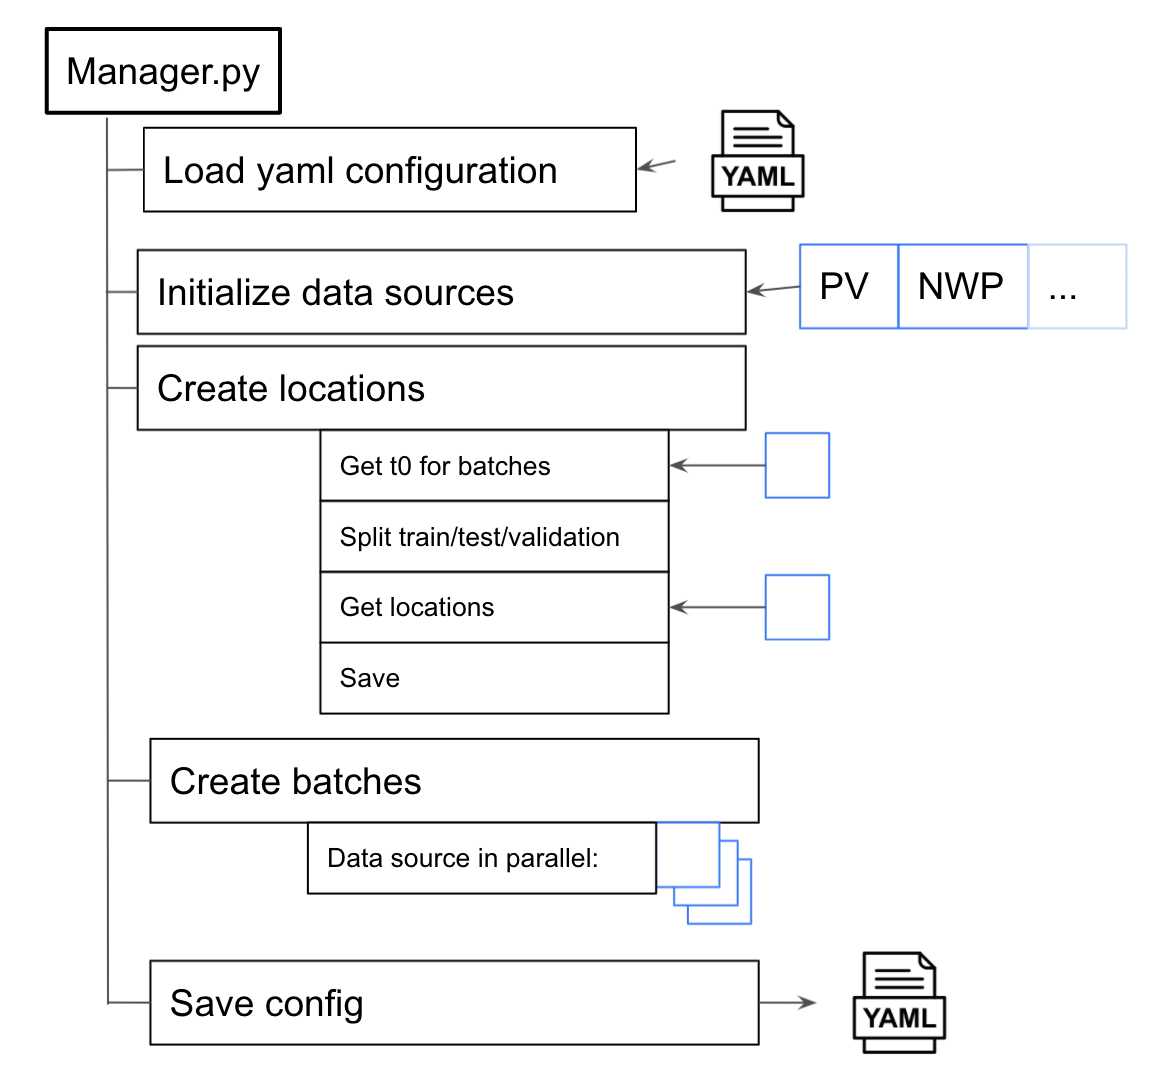 Manager.py
Load yaml configuration
YAML
Initialize data sources
PV
NWP
...
Create locations
Get t0 for batches
Split train/test/validation
Get locations
Save
Create batches
Data source in parallel:
Save config
YAML